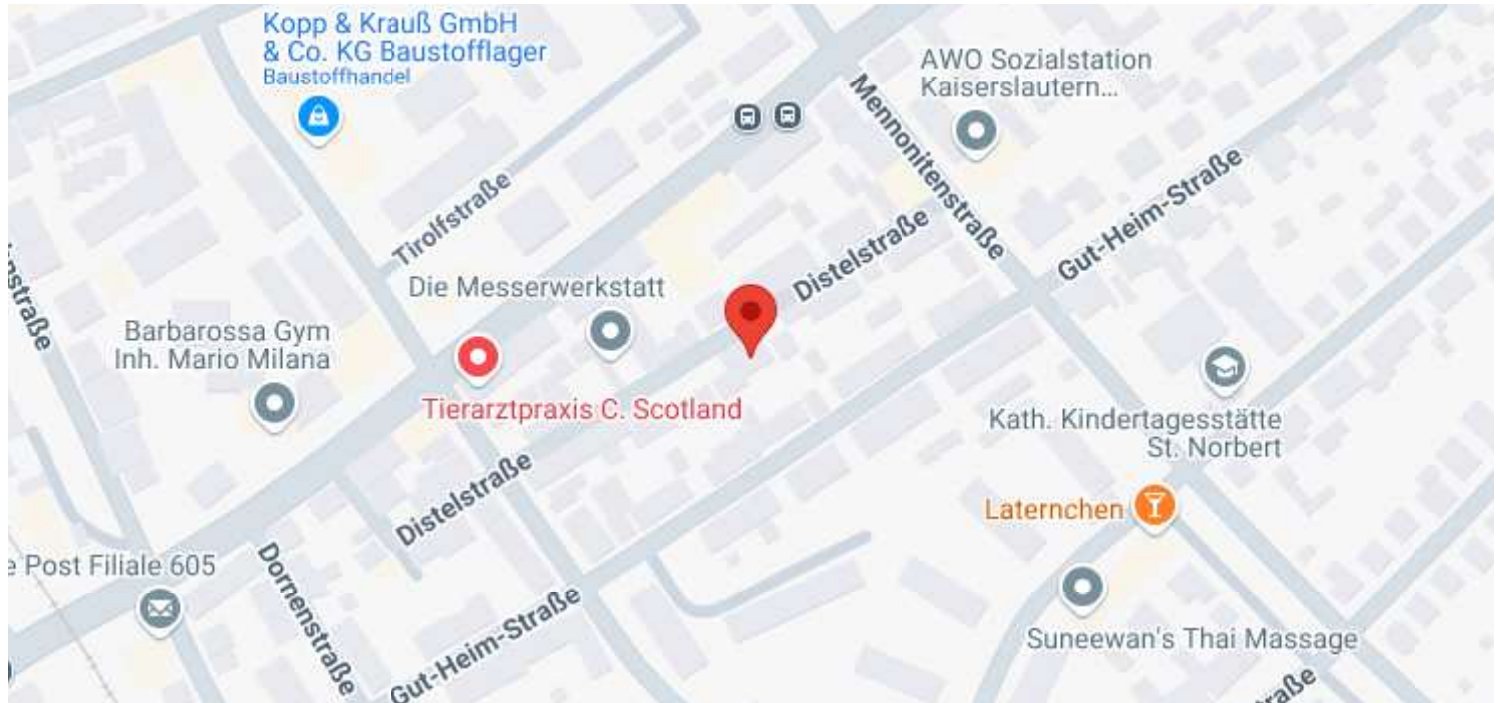 Kopp & Krauß GmbH
& Co. KG Baustofflager
Baustoffhandel
AWO Sozialstation
Kaiserslautern...
Mennonitenstraße
Tirolfstraße
Gut-Heim-Straße
Distelstraße
Die Messerwerkstatt
Barbarossa Gym
Inh. Mario Milana
Tierarztpraxis C. Scotland
Kath. Kindertagesstätte
St. Norbert
Distelstraße
Laternchen
e Post Filiale 605
Dornenstraße
Gut-Heim-Straße
Suneewan's Thai Massage